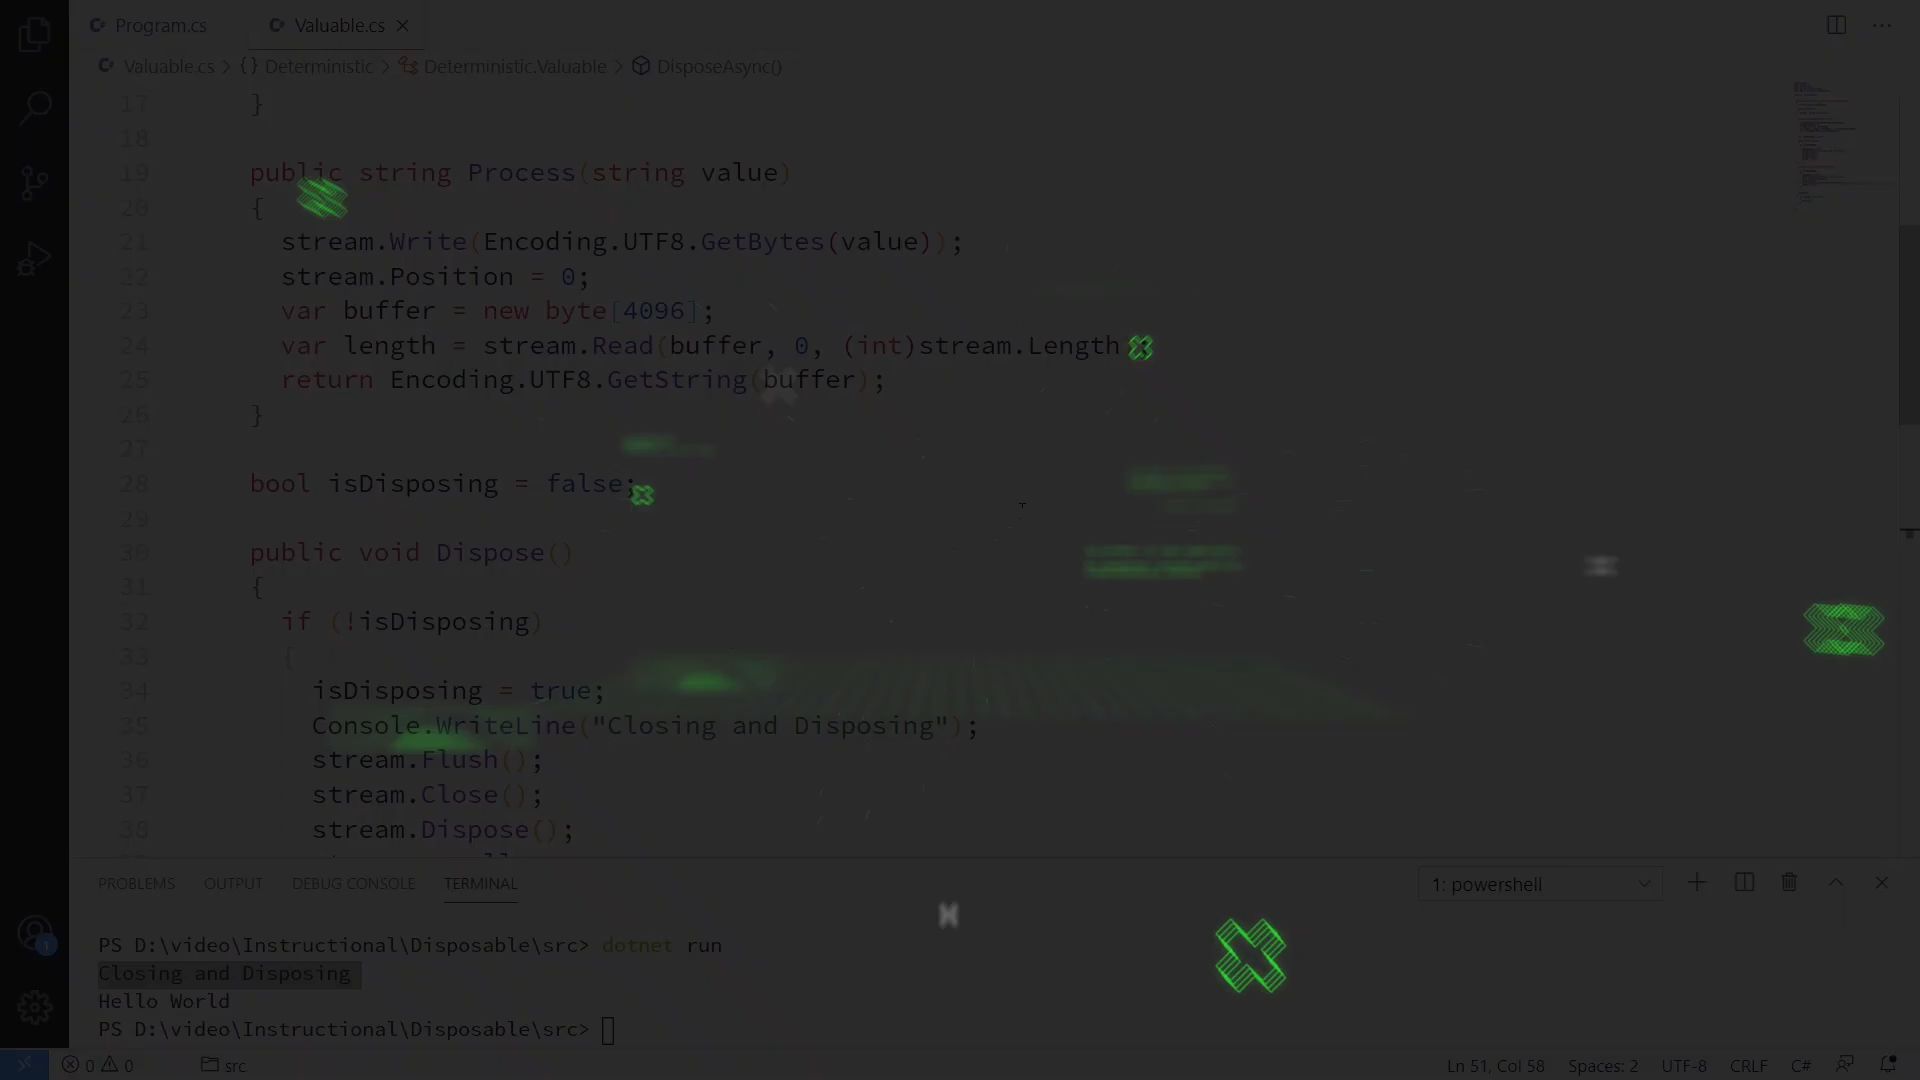 Program.cs Valuable.cs
Valuable.cs > {} Deterministic > Deterministic.Valuable > DisposeAsync()
17 }
18
19 public string Process(string value)
20 {
21 stream.Write(Encoding.UTF8.GetBytes(value));
22 stream.Position = 0;
23 var buffer = new byte[4096];
24 var length = stream.Read(buffer, 0, (int)stream.Length
25 return Encoding.UTF8.GetString(buffer);
26 }
27
28 bool isDisposing = false;
29
30 public void Dispose()
31 {
32 if (!isDisposing)
33 {
34 isDisposing = true;
35 Console.WriteLine("Closing and Disposing");
36 stream.Flush();
37 stream.Close();
38 stream.Dispose();
PROBLEMS OUTPUT DEBUG CONSOLE TERMINAL 1: powershell
PS D:\video\Instructional\Disposable\src> dotnet run
Closing and Disposing
Hello World
PS D:\video\Instructional\Disposable\src>
1
0 0 src Ln 51, Col 58 Spaces: 2 UTF-8 CRLF C#